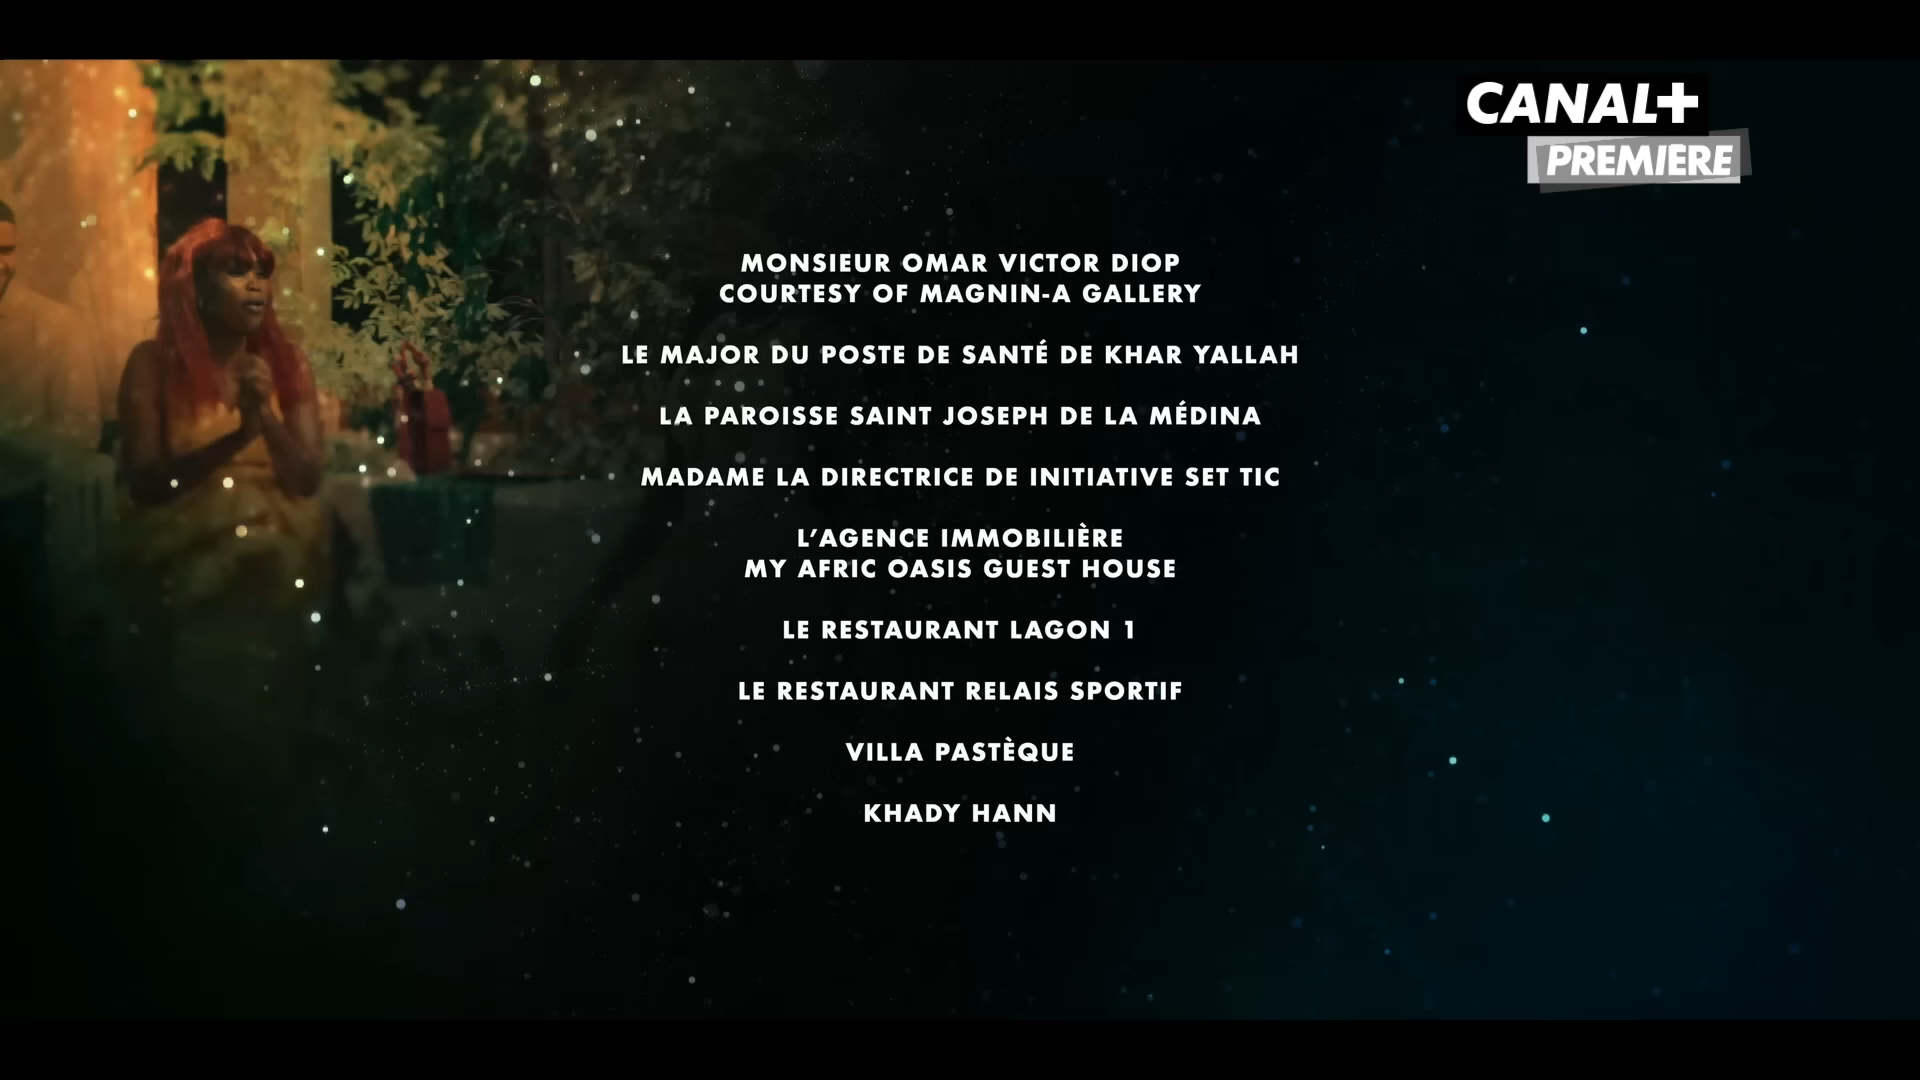 CANAL+
PREMIÈRE
MONSIEUR OMAR VICTOR DIOP
COURTESY OF MAGNIN-A GALLERY
LE MAJOR DU POSTE DE SANTÉ DE KHAR YALLAH
LA PAROISSE SAINT JOSEPH DE LA MÉDINA
MADAME LA DIRECTRICE DE INITIATIVE SET TIC
L’AGENCE IMMOBILIÈRE
MY AFRIC OASIS GUEST HOUSE
LE RESTAURANT LAGON 1
LE RESTAURANT RELAIS SPORTIF
VILLA PASTÈQUE
KHADY HANN